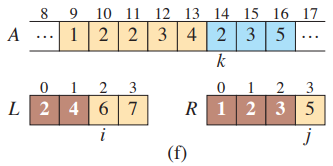 8 9 10 11 12 13 14 15 16 17
A … 1 2 2 3 4 2 3 5 …
k
0 1 2 3 0 1 2 3
L 2 4 6 7 R 1 2 3 5
i j
(f)